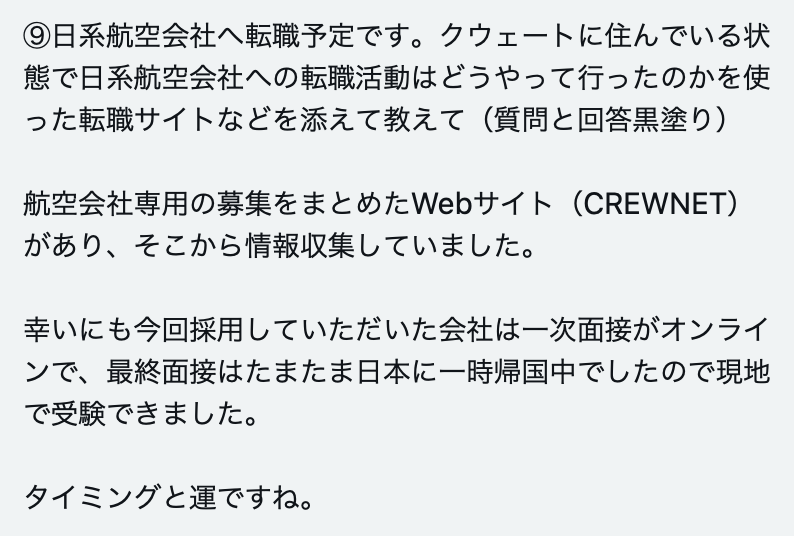 ⑨日系航空会社へ転職予定です。クウェートに住んでいる状
態で日系航空会社への転職活動はどうやって行ったのかを使
った転職サイトなどを添えて教えて（質問と回答黒塗り）
航空会社専用の募集をまとめたWebサイト（CREWNET）
があり、そこから情報収集していました。
幸いにも今回採用していただいた会社は一次面接がオンライ
ンで、最終面接はたまたま日本に一時帰国中でしたので現地
で受験できました。
タイミングと運ですね。